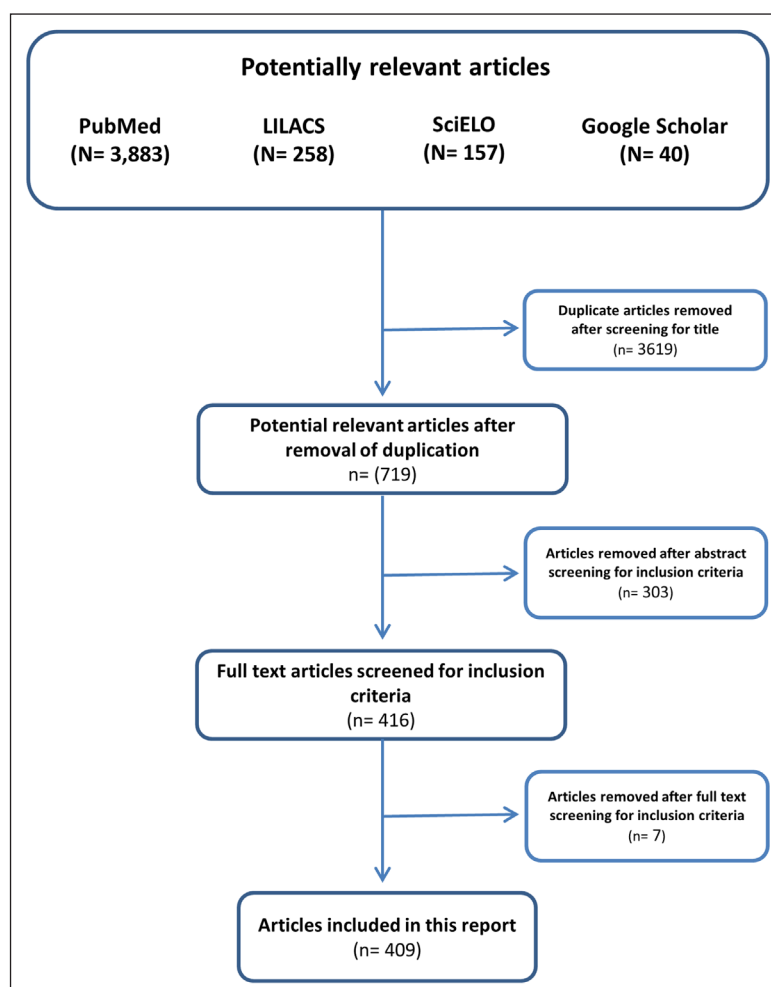 Potentially relevant articles
PubMed
(N= 3,883)
LILACS
(N= 258)
SciELO
(N= 157)
Google Scholar
(N= 40)
Duplicate articles removed
after screening for title
(n= 3619)
Potential relevant articles after
removal of duplication
n= (719)
Articles removed after abstract
screening for inclusion criteria
(n= 303)
Full text articles screened for inclusion
criteria
(n= 416)
Articles removed after full text
screening for inclusion criteria
(n= 7)
Articles included in this report
(n= 409)